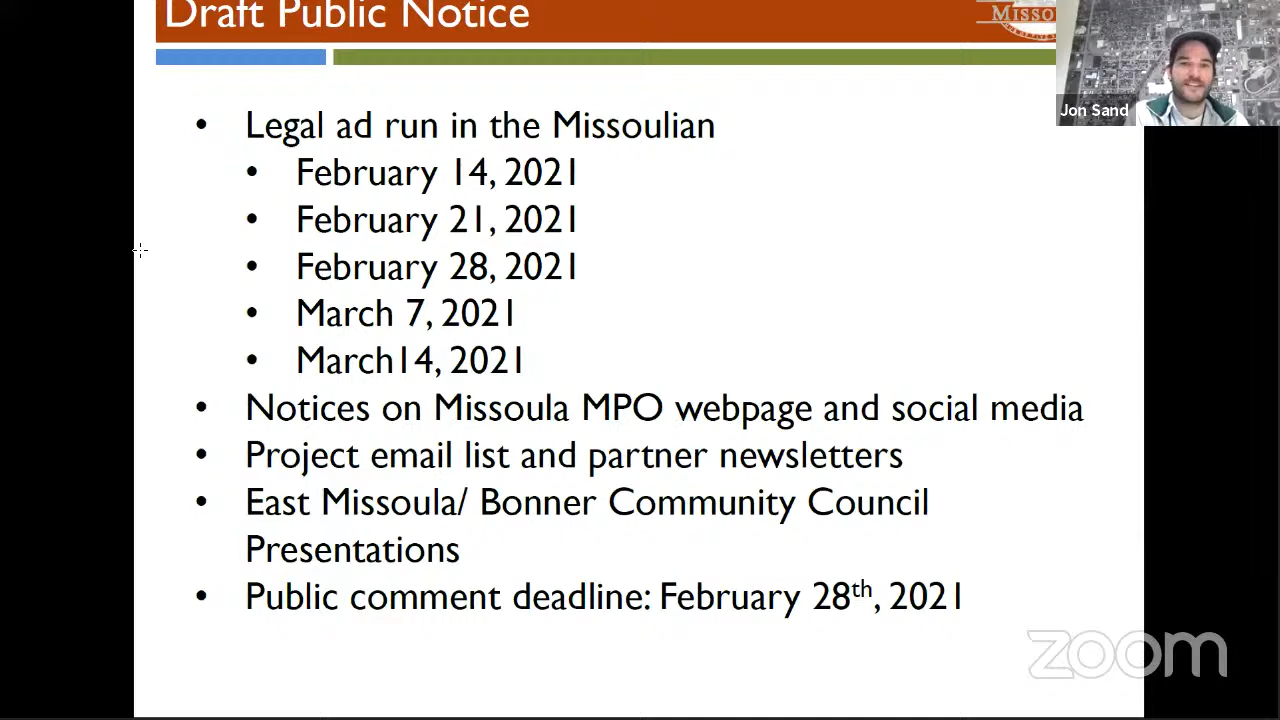 Draft Public Notice
Jon Sand
• Legal ad run in the Missoulian
• February 14, 2021
• February 21, 2021
• February 28, 2021
• March 7, 2021
• March14, 2021
• Notices on Missoula MPO webpage and social media
• Project email list and partner newsletters
• East Missoula/ Bonner Community Council
Presentations
• Public comment deadline: February 28th, 2021
zoom